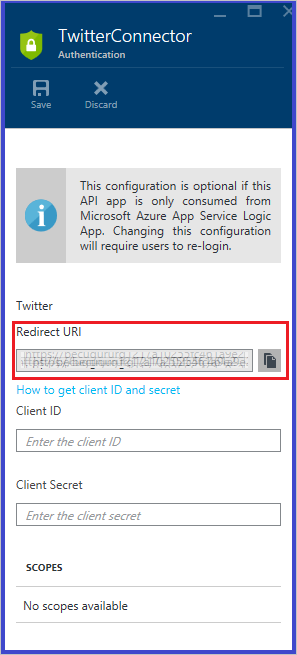 TwitterConnector
Authentication
Save Discard
This configuration is optional if this
API app is only consumed from
Microsoft Azure App Service Logic
App. Changing this configuration
will require users to re-login.
Twitter
Redirect URI
How to get client ID and secret
Client ID
Enter the client ID
Client Secret
Enter the client secret
SCOPES
No scopes available